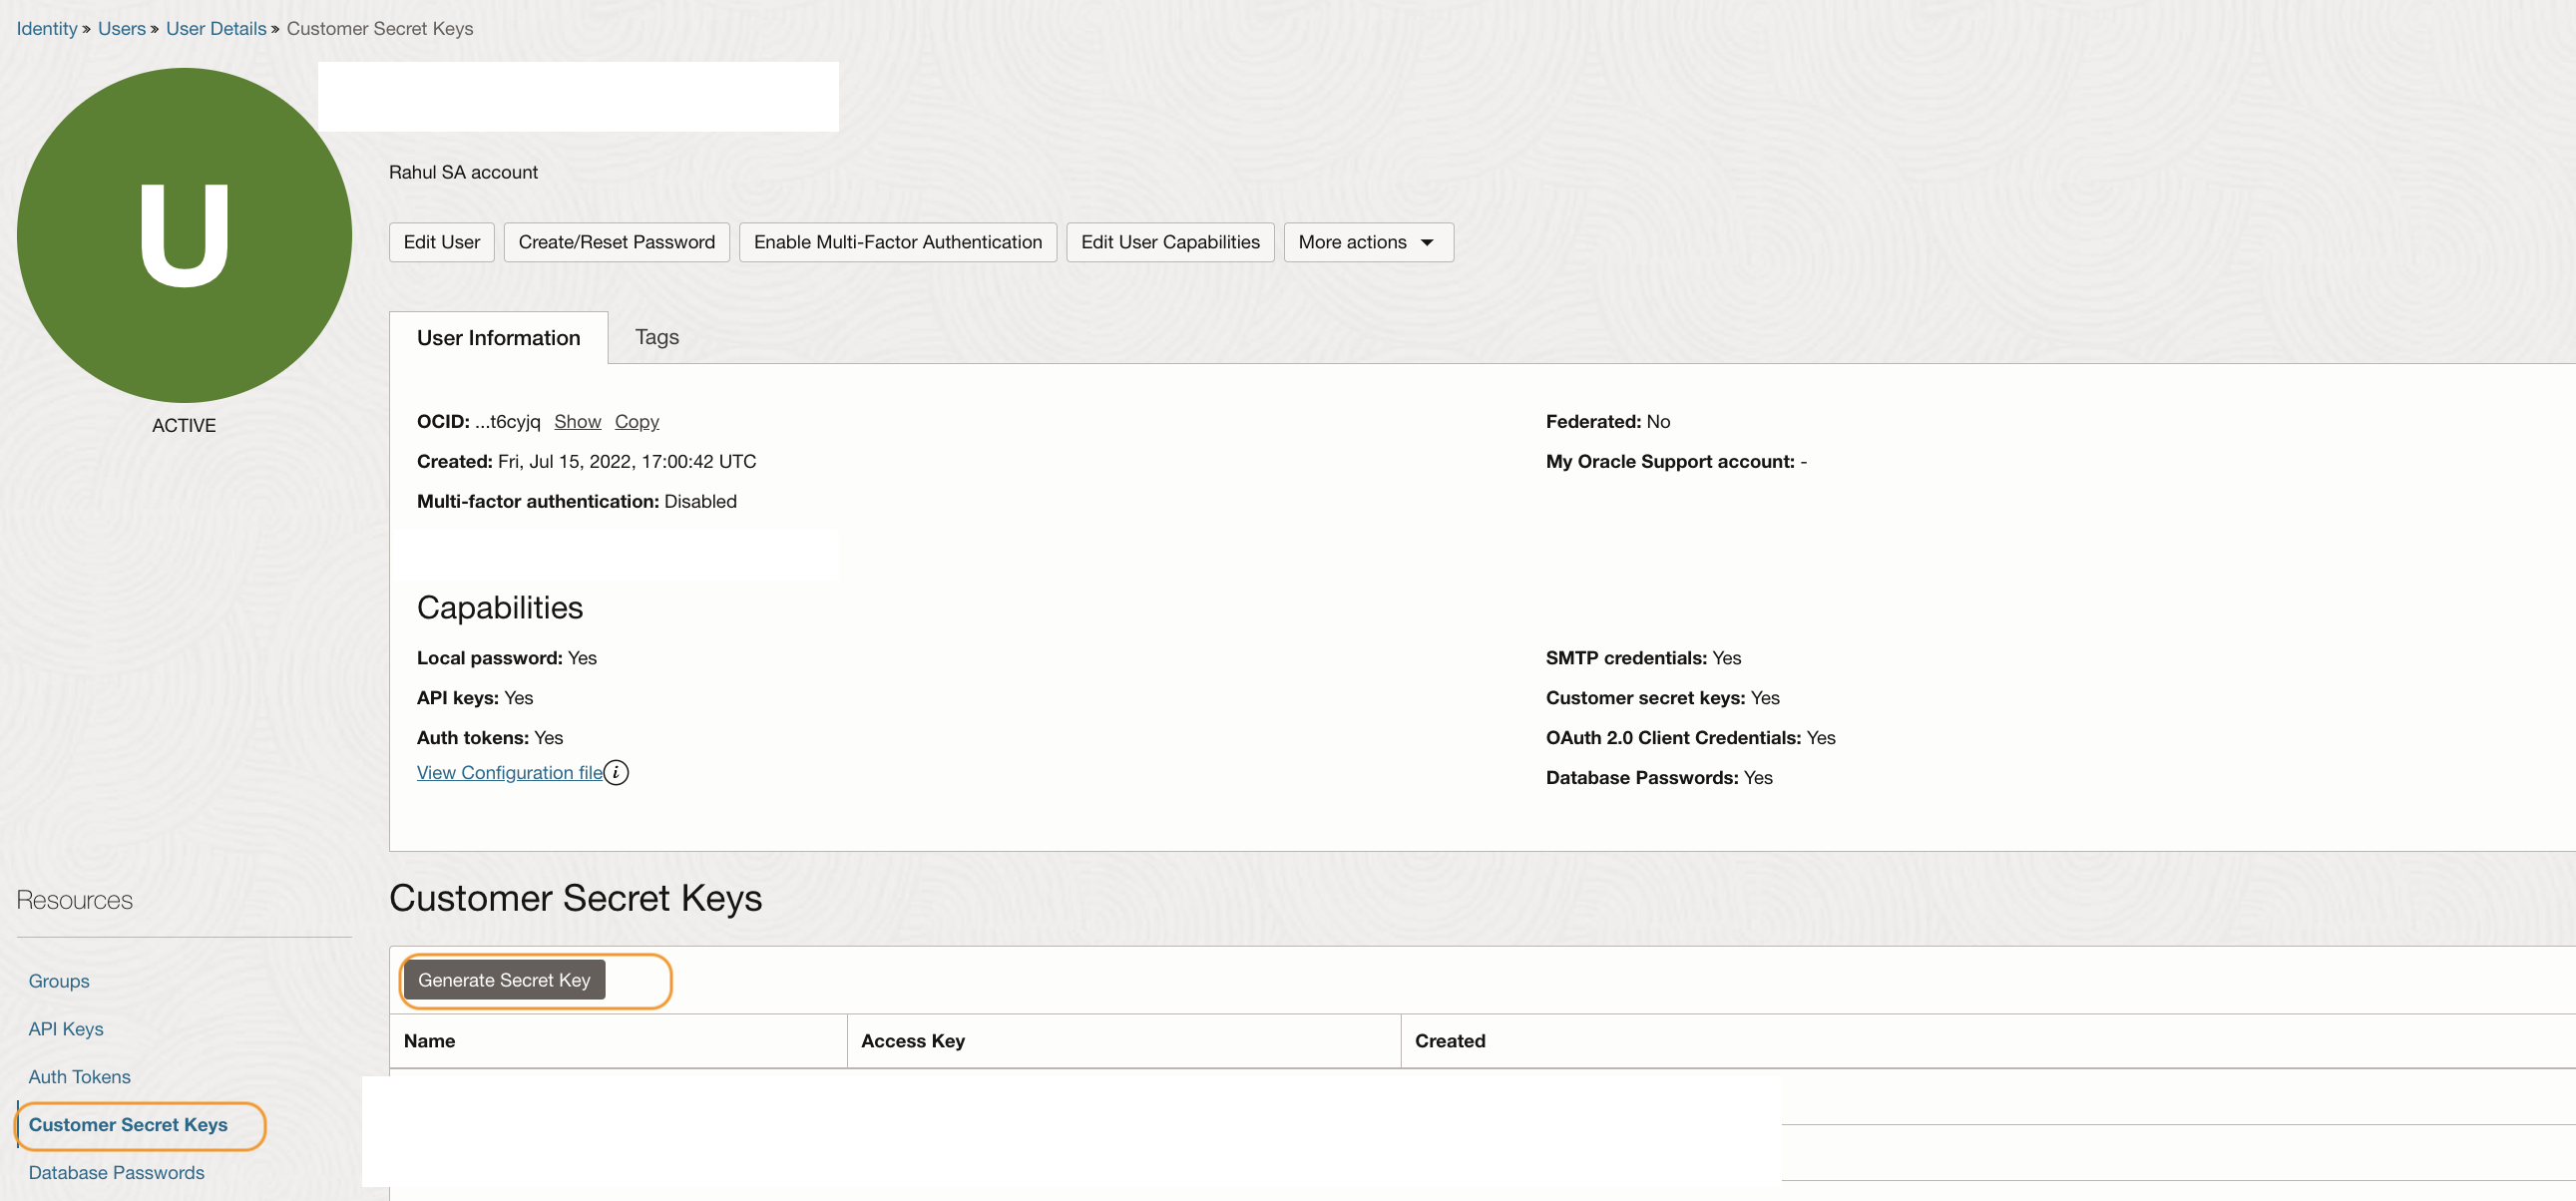 Identity » Users » User Details » Customer Secret Keys
U
ACTIVE
Rahul SA account
Edit User Create/Reset Password Enable Multi-Factor Authentication Edit User Capabilities More actions
User Information Tags
OCID: ...t6cyjq Show Copy
Created: Fri, Jul 15, 2022, 17:00:42 UTC
Multi-factor authentication: Disabled
Federated: No
My Oracle Support account: -
Capabilities
Local password: Yes
API keys: Yes
Auth tokens: Yes
View Configuration file i
SMTP credentials: Yes
Customer secret keys: Yes
OAuth 2.0 Client Credentials: Yes
Database Passwords: Yes
Resources
Groups
API Keys
Auth Tokens
Customer Secret Keys
Database Passwords
Customer Secret Keys
Generate Secret Key
Name Access Key Created